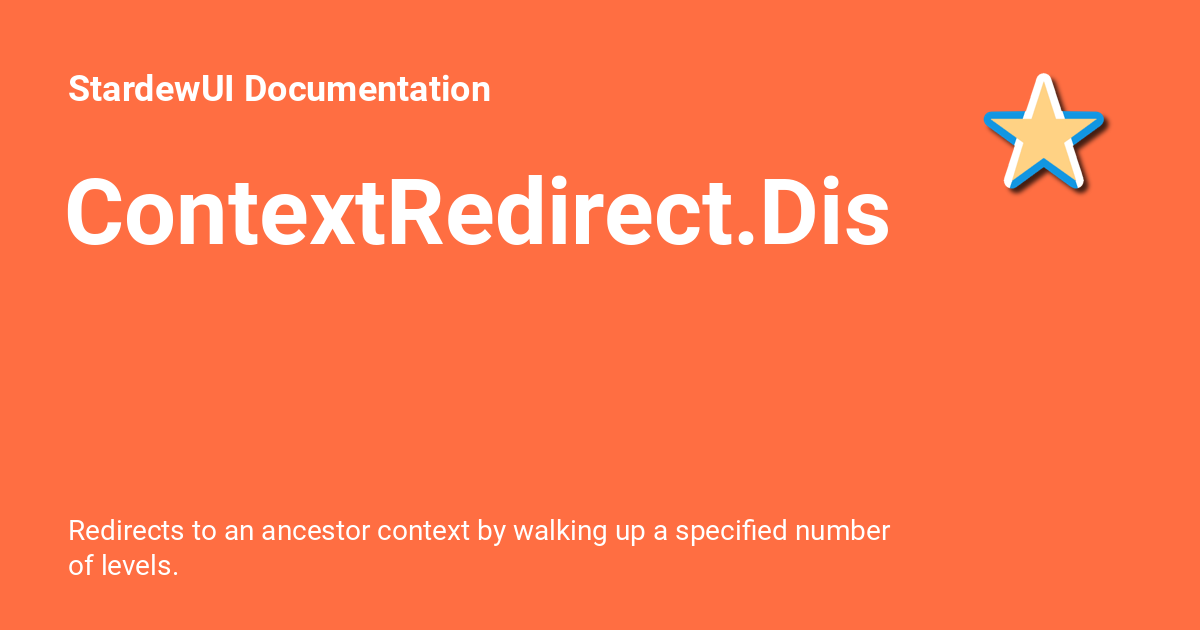 StardewUI Documentation
ContextRedirect.Dis
Redirects to an ancestor context by walking up a specified number
of levels.